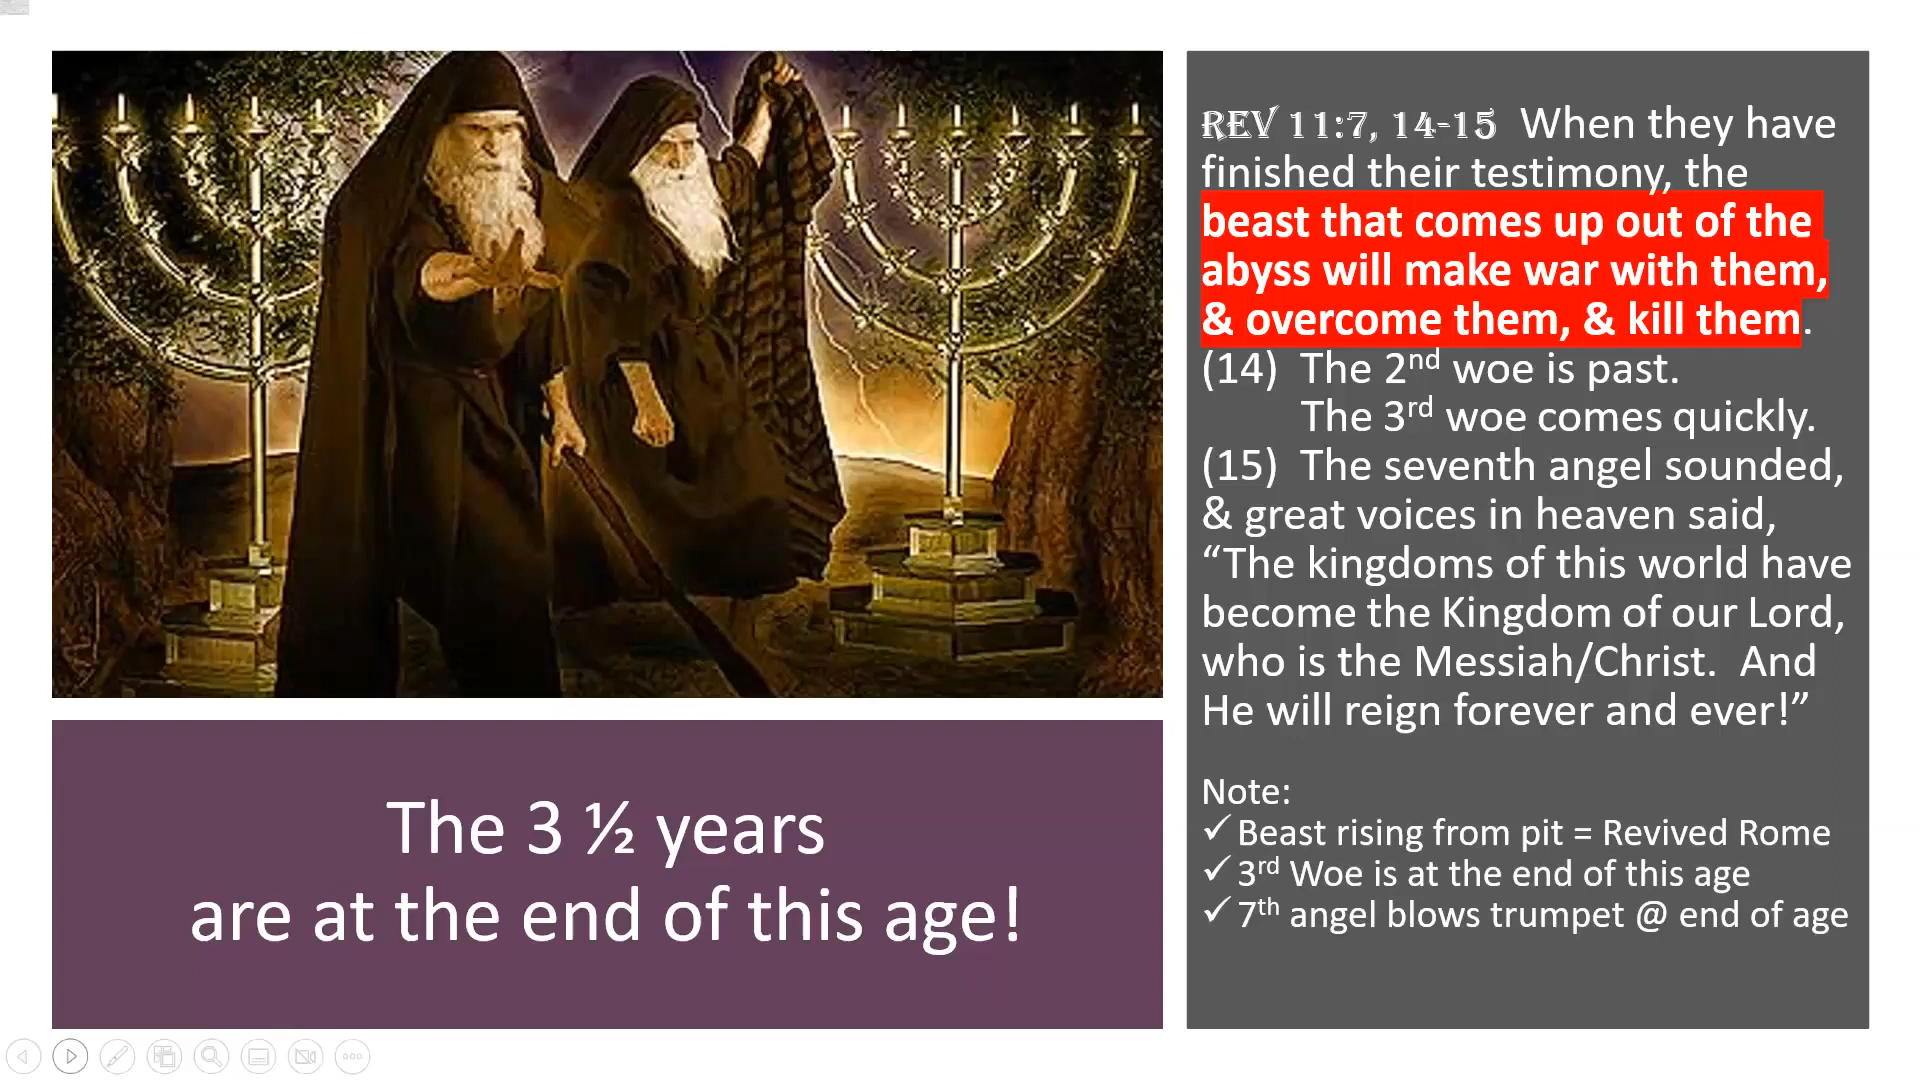 REV 11:7, 14-15 When they have
finished their testimony, the
beast that comes up out of the
abyss will make war with them,
& overcome them, & kill them.
(14) The 2nd woe is past.
The 3rd woe comes quickly.
(15) The seventh angel sounded,
& great voices in heaven said,
“The kingdoms of this world have
become the Kingdom of our Lord,
who is the Messiah/Christ. And
He will reign forever and ever!”
Note:
✓ Beast rising from pit = Revived Rome
✓ 3rd Woe is at the end of this age
✓ 7th angel blows trumpet @ end of age
The 3 ½ years
are at the end of this age!